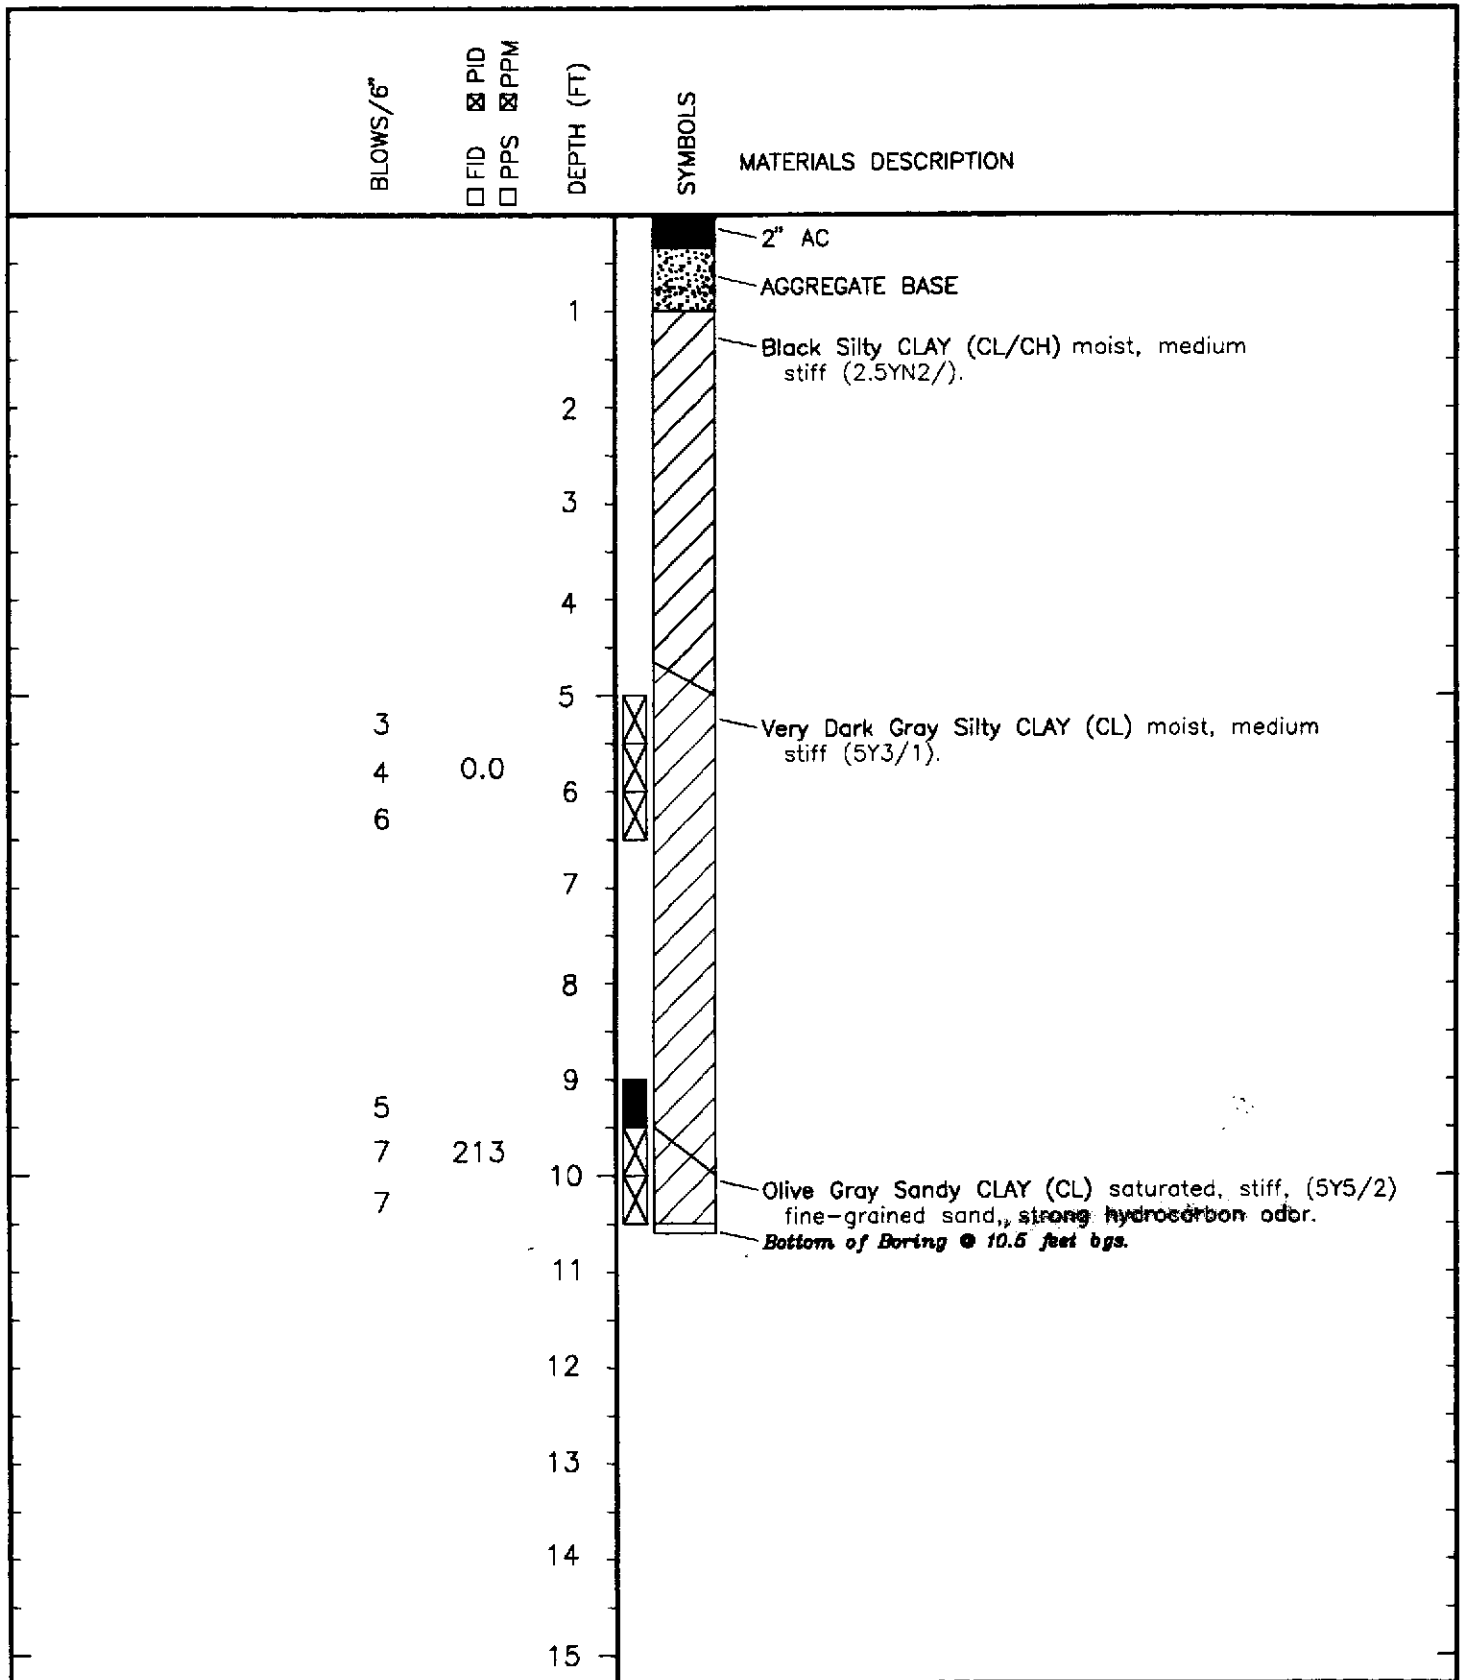 BLOWS/6"
☐ FID ☒ PID
☐ PPS ☒ PPM
DEPTH (FT)
SYMBOLS
MATERIALS DESCRIPTION
2" AC
AGGREGATE BASE
1
Black Silty CLAY (CL/CH) moist, medium
stiff (2.5YN2/).
2
3
4
5
3
Very Dark Gray Silty CLAY (CL) moist, medium
stiff (5Y3/1).
4 0.0
6
6
7
8
9
5
7 213
10
7
Olive Gray Sandy CLAY (CL) saturated, stiff, (5Y5/2)
fine-grained sand, strong hydrocarbon odor.
Bottom of Boring @ 10.5 feet bgs.
11
12
13
14
15